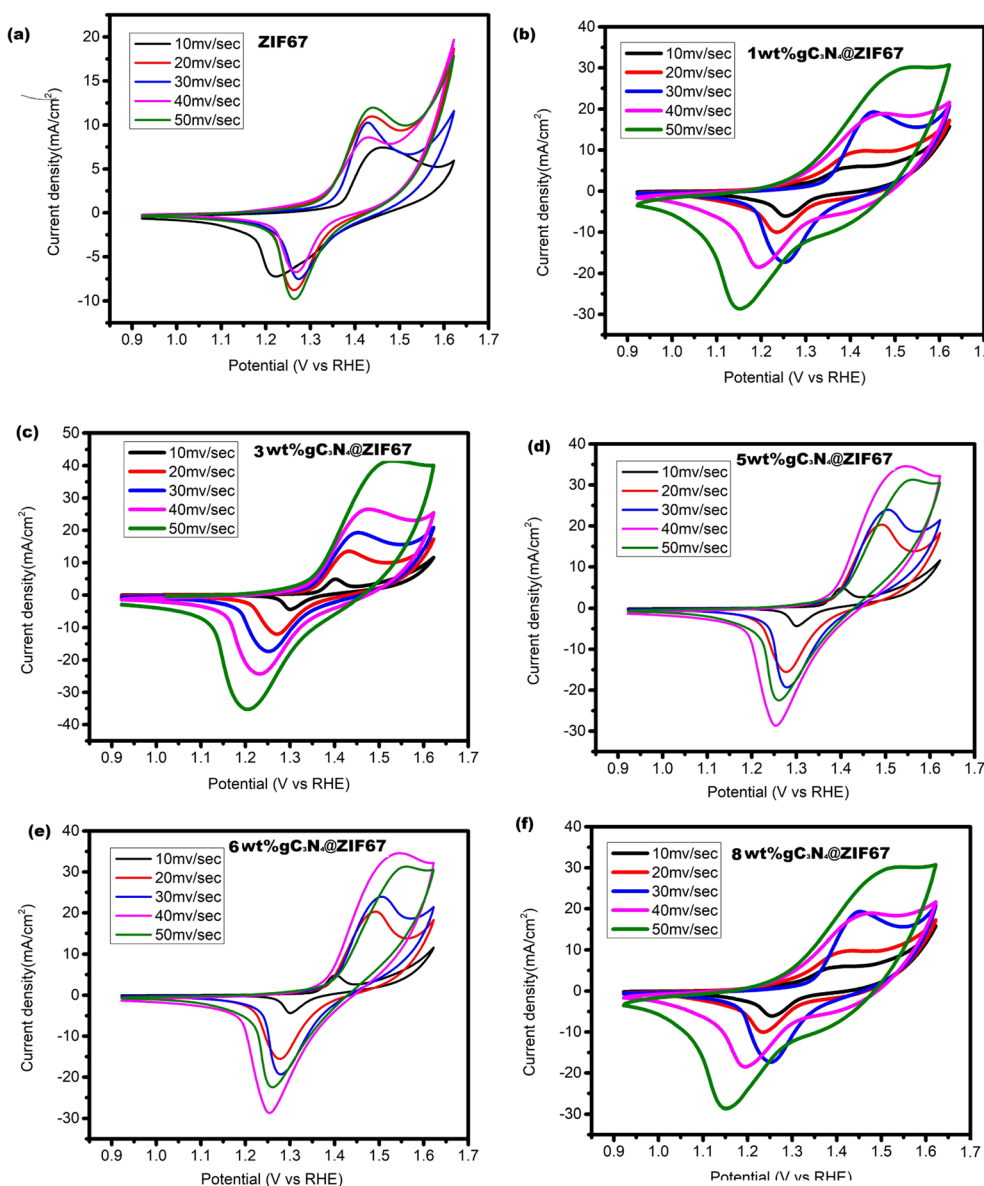 (a)
ZIF67
10mv/sec
20mv/sec
30mv/sec
40mv/sec
50mv/sec
Current density(mA/cm²)
20
15
10
5
0
-5
-10
0.9 1.0 1.1 1.2 1.3 1.4 1.5 1.6 1.7
Potential (V vs RHE)
(b)
1wt%gC₃N₄@ZIF67
10mv/sec
20mv/sec
30mv/sec
40mv/sec
50mv/sec
Current density(mA/cm²)
40
30
20
10
0
-10
-20
-30
0.9 1.0 1.1 1.2 1.3 1.4 1.5 1.6 1.7
Potential (V vs RHE)
(c)
3wt%gC₃N₄@ZIF67
10mv/sec
20mv/sec
30mv/sec
40mv/sec
50mv/sec
Current density(mA/cm²)
50
40
30
20
10
0
-10
-20
-30
-40
0.9 1.0 1.1 1.2 1.3 1.4 1.5 1.6 1.7
Potential (V vs RHE)
(d)
5wt%gC₃N₄@ZIF67
10mv/sec
20mv/sec
30mv/sec
40mv/sec
50mv/sec
Current density(mA/cm²)
40
30
20
10
0
-10
-20
-30
0.9 1.0 1.1 1.2 1.3 1.4 1.5 1.6 1.7
Potential (V vs RHE)
(e)
6wt%gC₃N₄@ZIF67
10mv/sec
20mv/sec
30mv/sec
40mv/sec
50mv/sec
Current density(mA/cm²)
40
30
20
10
0
-10
-20
-30
0.9 1.0 1.1 1.2 1.3 1.4 1.5 1.6 1.7
Potential (V vs RHE)
(f)
8wt%gC₃N₄@ZIF67
10mv/sec
20mv/sec
30mv/sec
40mv/sec
50mv/sec
Current density(mA/cm²)
40
30
20
10
0
-10
-20
-30
0.9 1.0 1.1 1.2 1.3 1.4 1.5 1.6 1.7
Potential (V vs RHE)